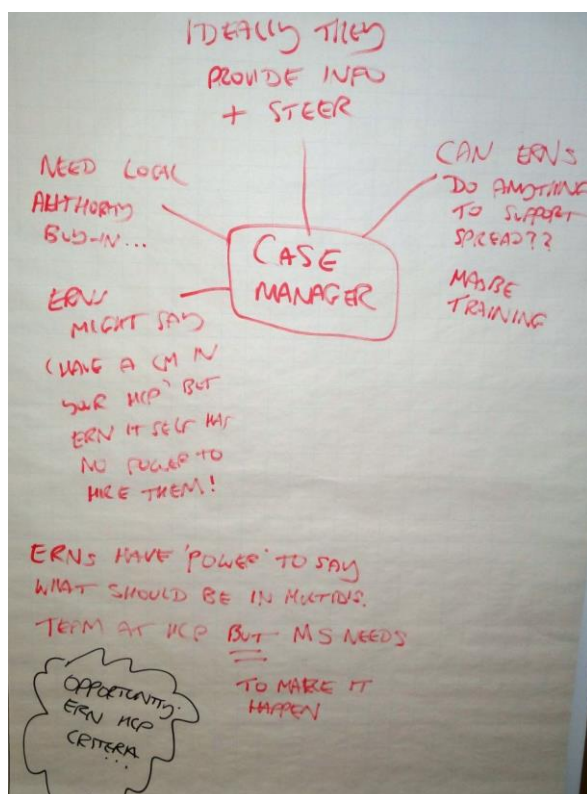 IDEALLY THEY
PROVIDE INFO
+ STEER
NEED LOCAL
AUTHORITY
BUY-IN...
CASE
MANAGER
CAN ERNS
DO ANYTHING
TO SUPPORT
SPREAD??
MAYBE
TRAINING
ERNS
MIGHT SAY
'HAVE A CM IN
YOUR HCP' BUT
ERN ITSELF HAS
NO POWER TO
HIRE THEM!
ERNS HAVE 'POWER' TO SAY
WHAT SHOULD BE IN MULTIDIS.
TEAM AT HCP BUT MS NEEDS
TO MAKE IT
HAPPEN
OPPORTUNITY:
ERN HCP
CRITERIA
...